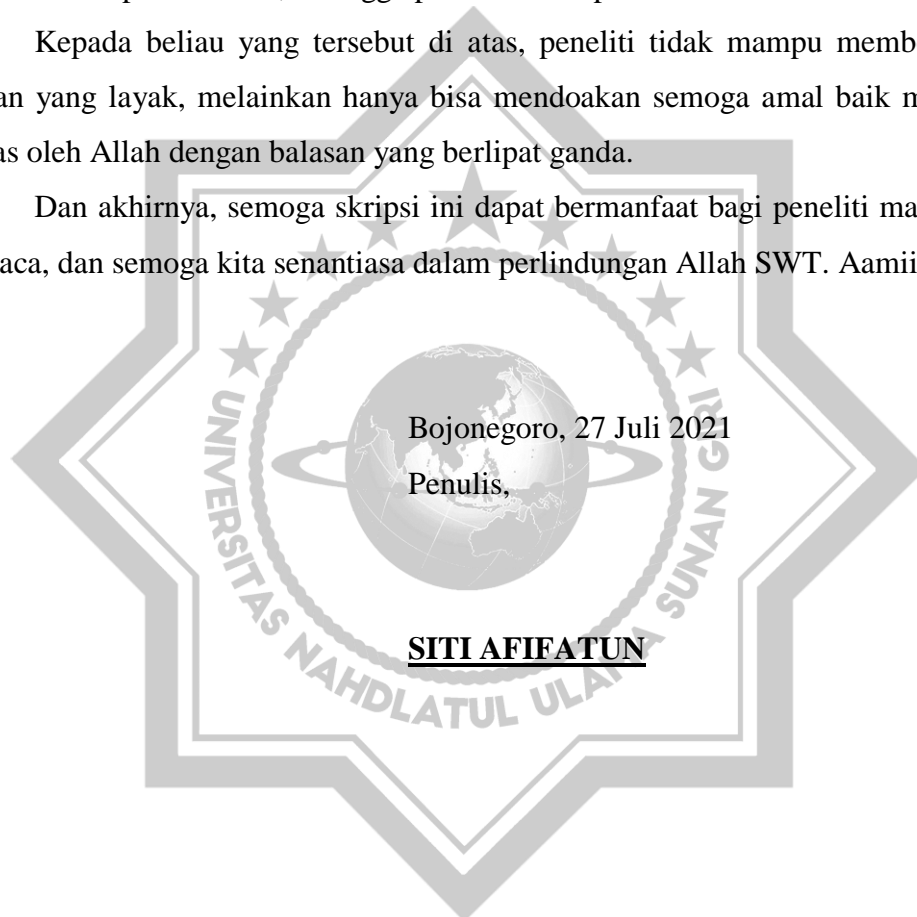 Kepada beliau yang tersebut di atas, peneliti tidak mampu memb
an yang layak, melainkan hanya bisa mendoakan semoga amal baik m
as oleh Allah dengan balasan yang berlipat ganda.
Dan akhirnya, semoga skripsi ini dapat bermanfaat bagi peneliti ma
aca, dan semoga kita senantiasa dalam perlindungan Allah SWT. Aamii
Bojonegoro, 27 Juli 2021
Penulis,
SITI AFIFATUN
UNIVERSITAS NAHDLATUL ULAMA SUNAN GIRI